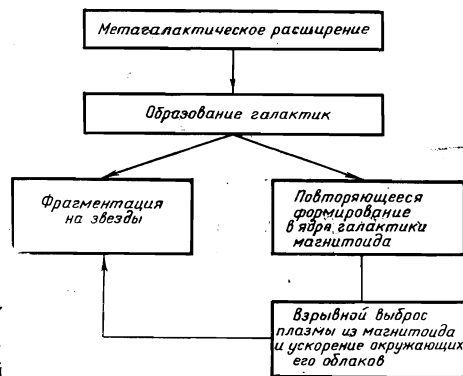 Метагалактическое расширение
Образование галактик
Фрагментация
на звезды
Повторяющееся
формирование
в ядра галактики
магнитоида
Взрывной выброс
плазмы из магнитоида
и ускорение окружающих
его облаков
й